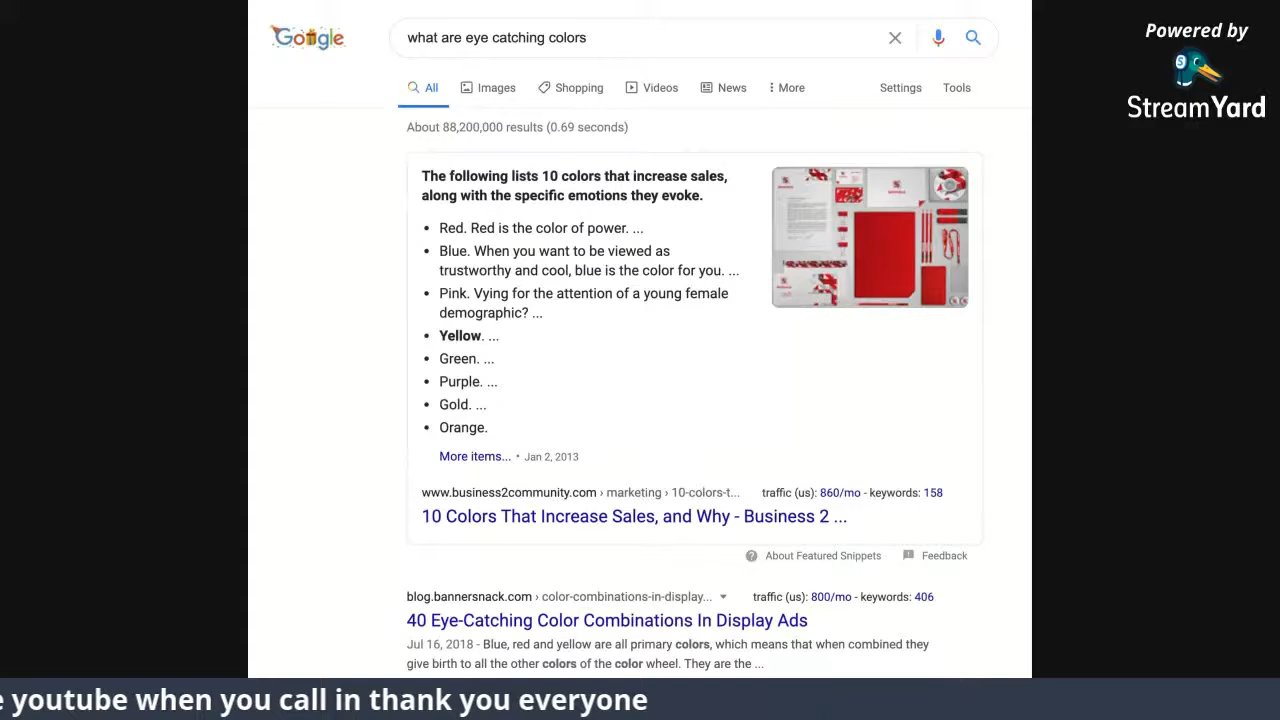 Google
what are eye catching colors
All Images Shopping Videos News More Settings Tools
About 88,200,000 results (0.69 seconds)
The following lists 10 colors that increase sales,
along with the specific emotions they evoke.
• Red. Red is the color of power. ...
• Blue. When you want to be viewed as
trustworthy and cool, blue is the color for you. ...
• Pink. Vying for the attention of a young female
demographic? ...
• Yellow. ...
• Green. ...
• Purple. ...
• Gold. ...
• Orange.
More items... • Jan 2, 2013
www.business2community.com › marketing › 10-colors-t... traffic (us): 860/mo - keywords: 158
10 Colors That Increase Sales, and Why - Business 2 ...
About Featured Snippets Feedback
blog.bannersnack.com › color-combinations-in-display... traffic (us): 800/mo - keywords: 406
40 Eye-Catching Color Combinations In Display Ads
Jul 16, 2018 - Blue, red and yellow are all primary colors, which means that when combined they
give birth to all the other colors of the color wheel. They are the ...
Powered by
StreamYard
youtube when you call in thank you everyone